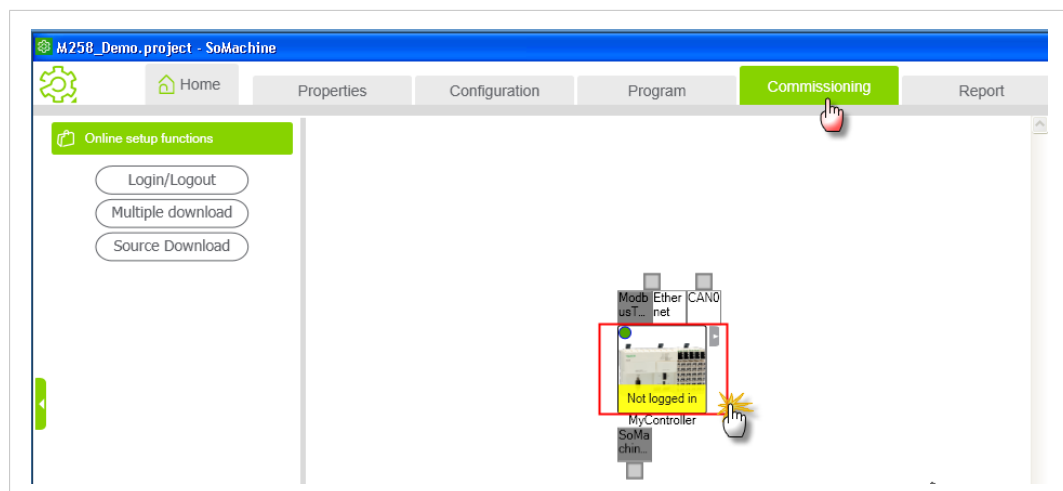 M258_Demo.project - SoMachine
Home
Properties
Configuration
Program
Commissioning
Report
Online setup functions
Login/Logout
Multiple download
Source Download
Modb
usT...
Ether
net
CAN0
Not logged in
MyController
SoMa
chin...